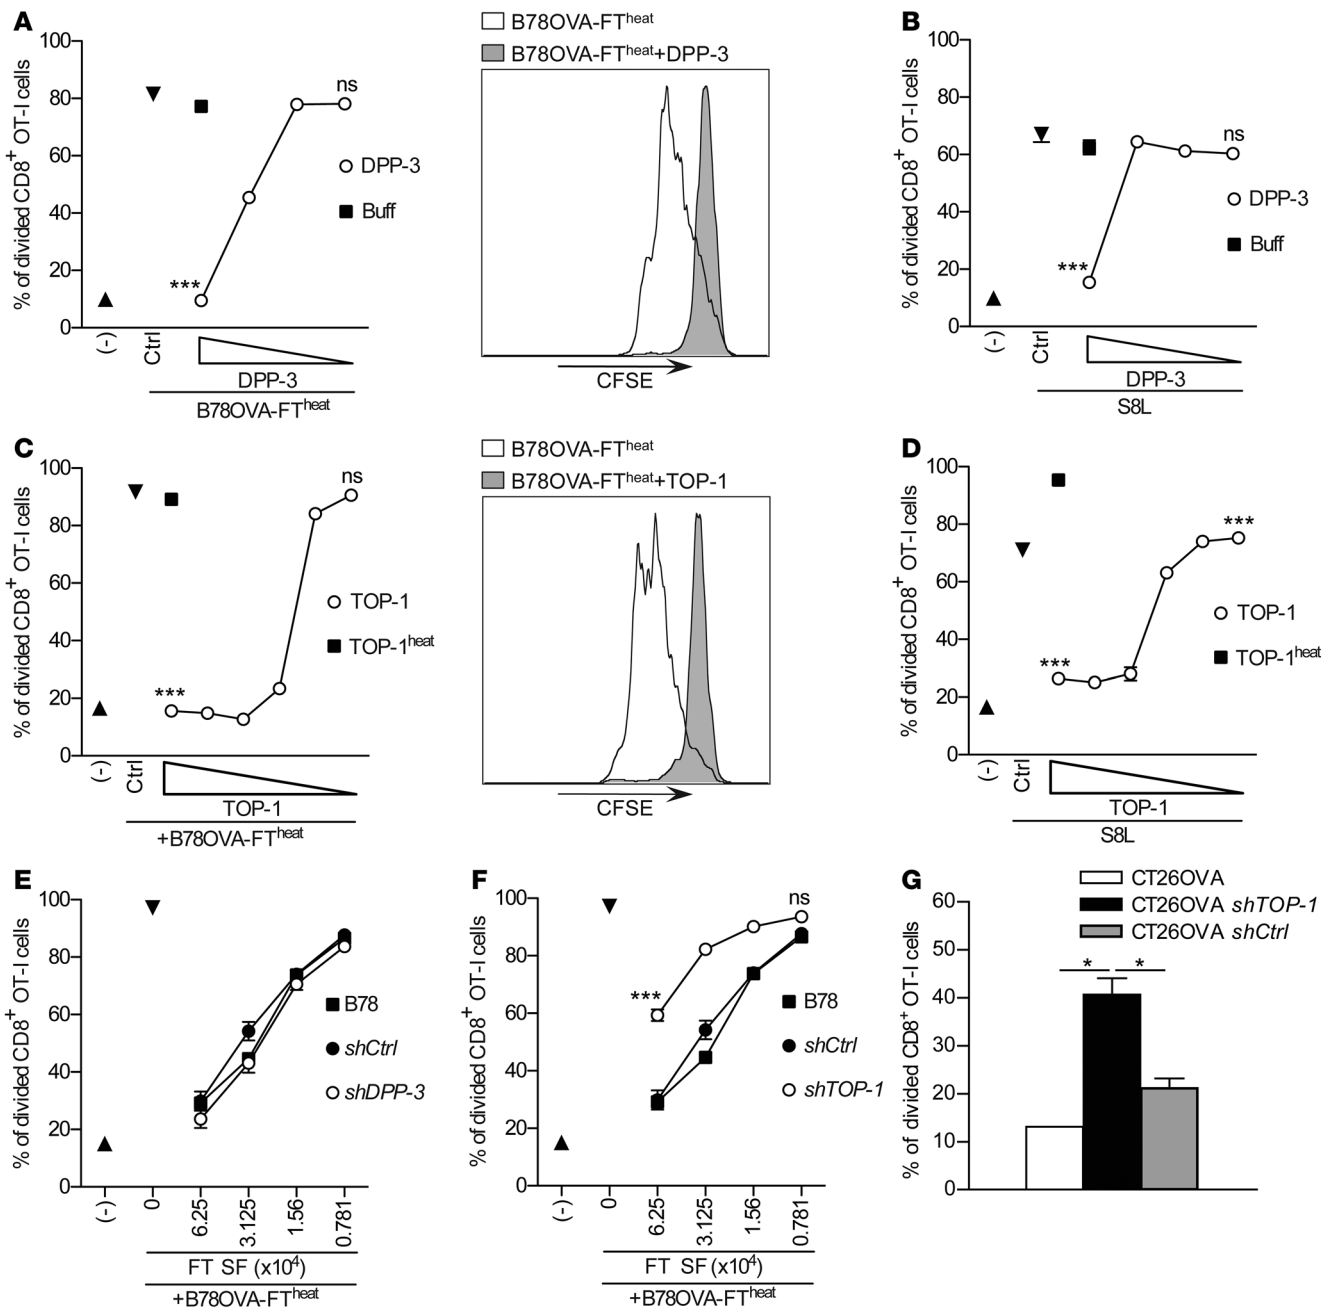 A
% of divided CD8+ OT-I cells
100
80
60
40
20
0
ns
***
DPP-3
Buff
(-)
Ctrl
DPP-3
B78OVA-FTheat
B78OVA-FTheat
B78OVA-FTheat+DPP-3
CFSE
B
% of divided CD8+ OT-I cells
100
80
60
40
20
0
ns
***
DPP-3
Buff
(-)
Ctrl
DPP-3
S8L
C
% of divided CD8+ OT-I cells
100
80
60
40
20
0
ns
***
TOP-1
TOP-1heat
(-)
Ctrl
TOP-1
+B78OVA-FTheat
B78OVA-FTheat
B78OVA-FTheat+TOP-1
CFSE
D
% of divided CD8+ OT-I cells
100
80
60
40
20
0
***
***
TOP-1
TOP-1heat
(-)
Ctrl
TOP-1
S8L
E
% of divided CD8+ OT-I cells
100
80
60
40
20
0
B78
shCtrl
shDPP-3
(-)
0
6.25
3.125
1.56
0.781
FT SF (x104)
+B78OVA-FTheat
F
% of divided CD8+ OT-I cells
100
80
60
40
20
0
ns
***
B78
shCtrl
shTOP-1
(-)
0
6.25
3.125
1.56
0.781
FT SF (x104)
+B78OVA-FTheat
G
CT26OVA
CT26OVA shTOP-1
CT26OVA shCtrl
% of divided CD8+ OT-I cells
60
50
40
30
20
10
0
* *